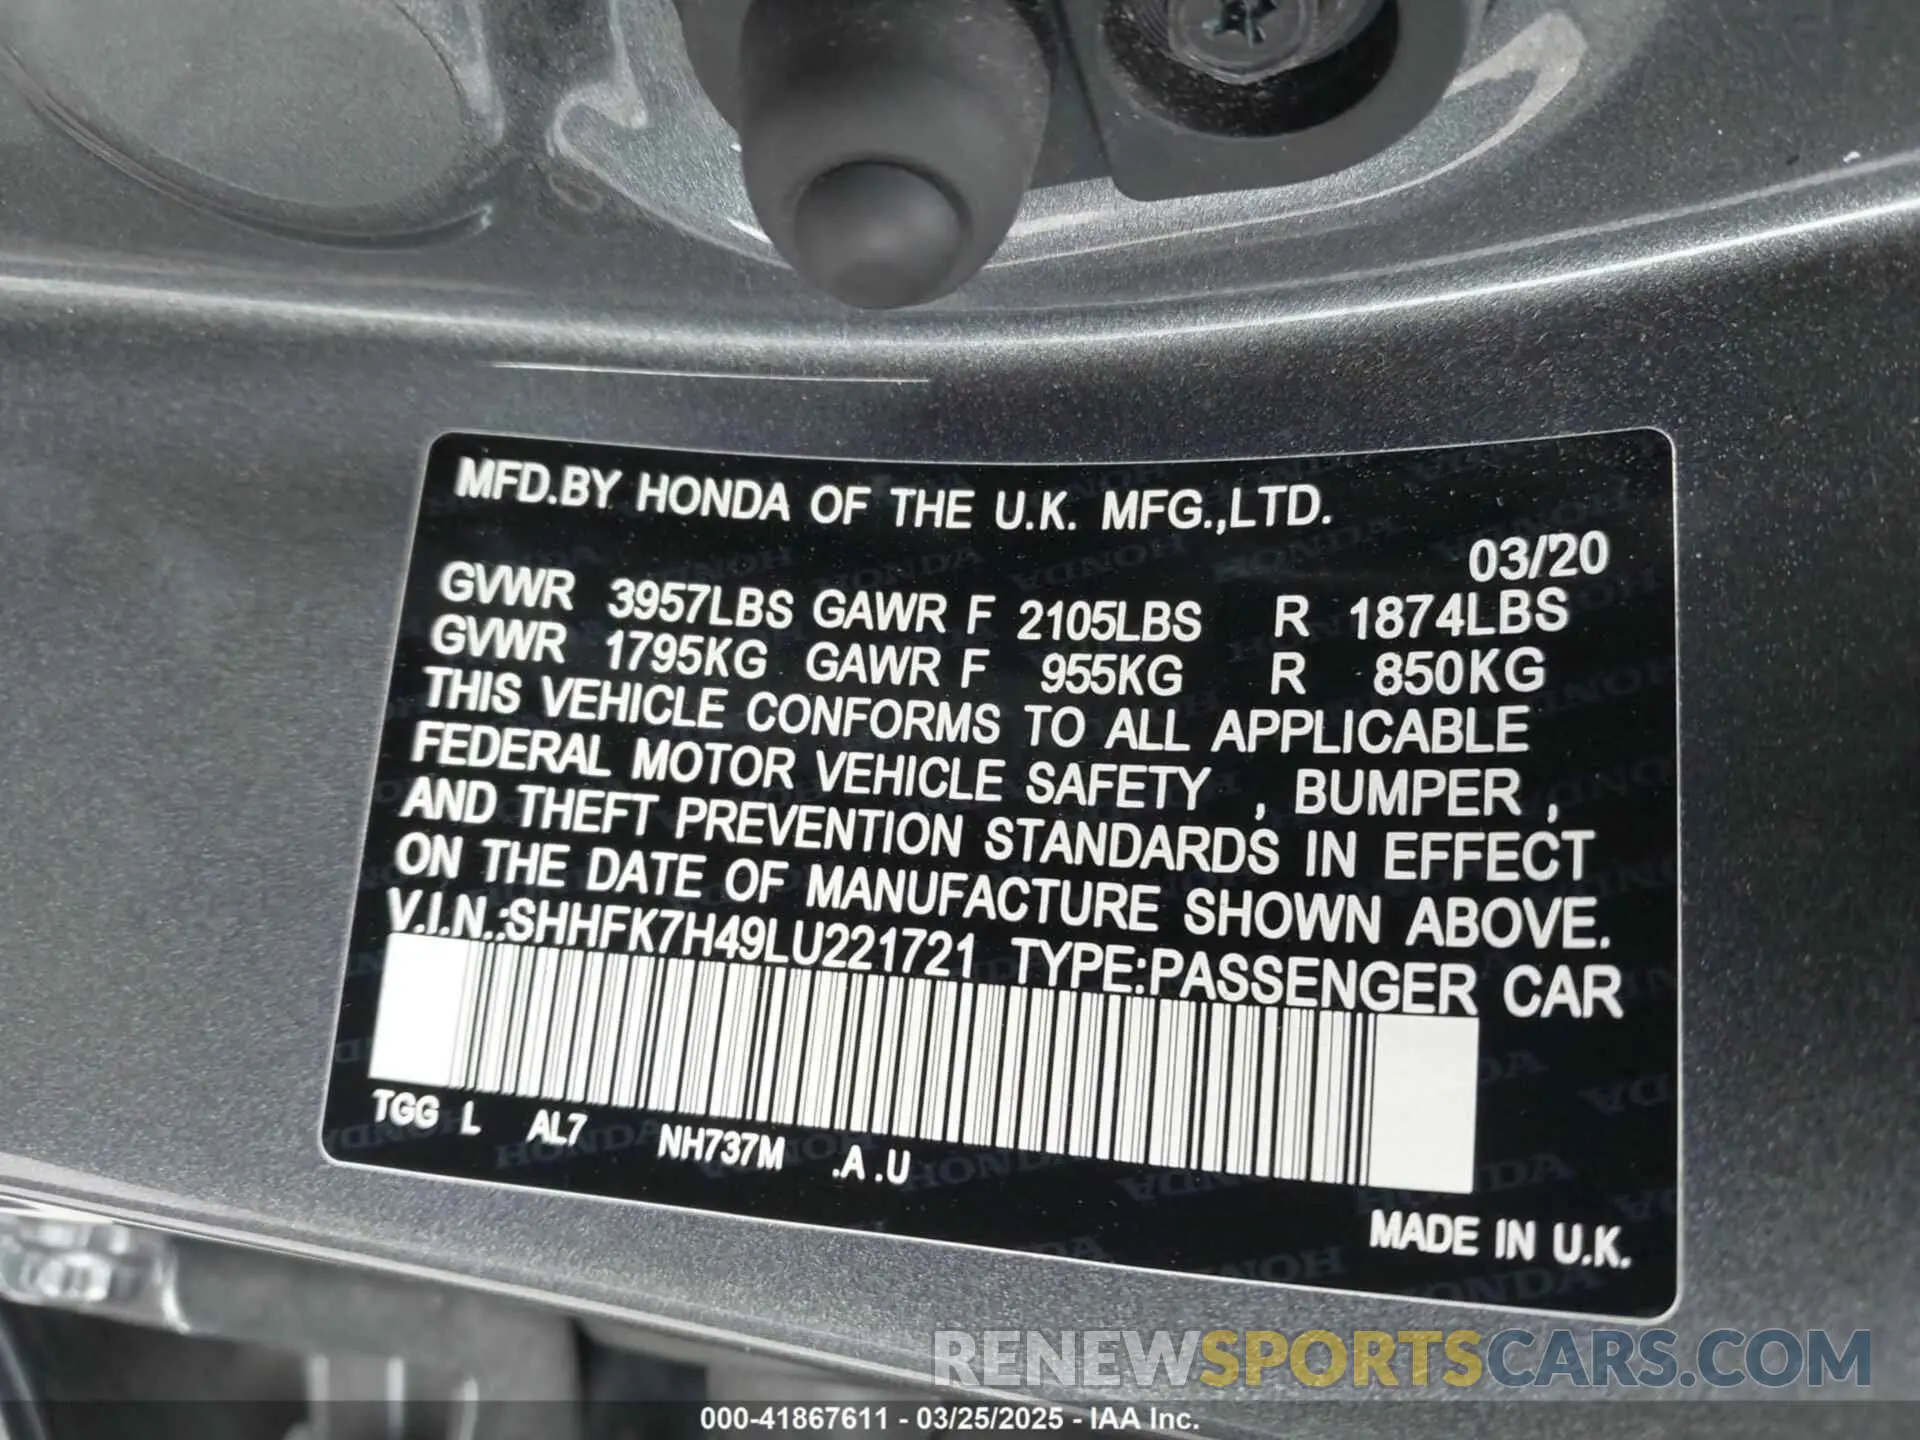 MFD.BY HONDA OF THE U.K. MFG.,LTD.
03/20
GVWR 3957LBS GAWR F 2105LBS R 1874LBS
GVWR 1795KG GAWR F 955KG R 850KG
THIS VEHICLE CONFORMS TO ALL APPLICABLE
FEDERAL MOTOR VEHICLE SAFETY , BUMPER ,
AND THEFT PREVENTION STANDARDS IN EFFECT
ON THE DATE OF MANUFACTURE SHOWN ABOVE.
V.I.N.:SHHFK7H49LU221721 TYPE:PASSENGER CAR
TGG L AL7 NH737M .A .U
MADE IN U.K.
RENEWSPORTSCARS.COM
000-41867611 - 03/25/2025 - IAA Inc.